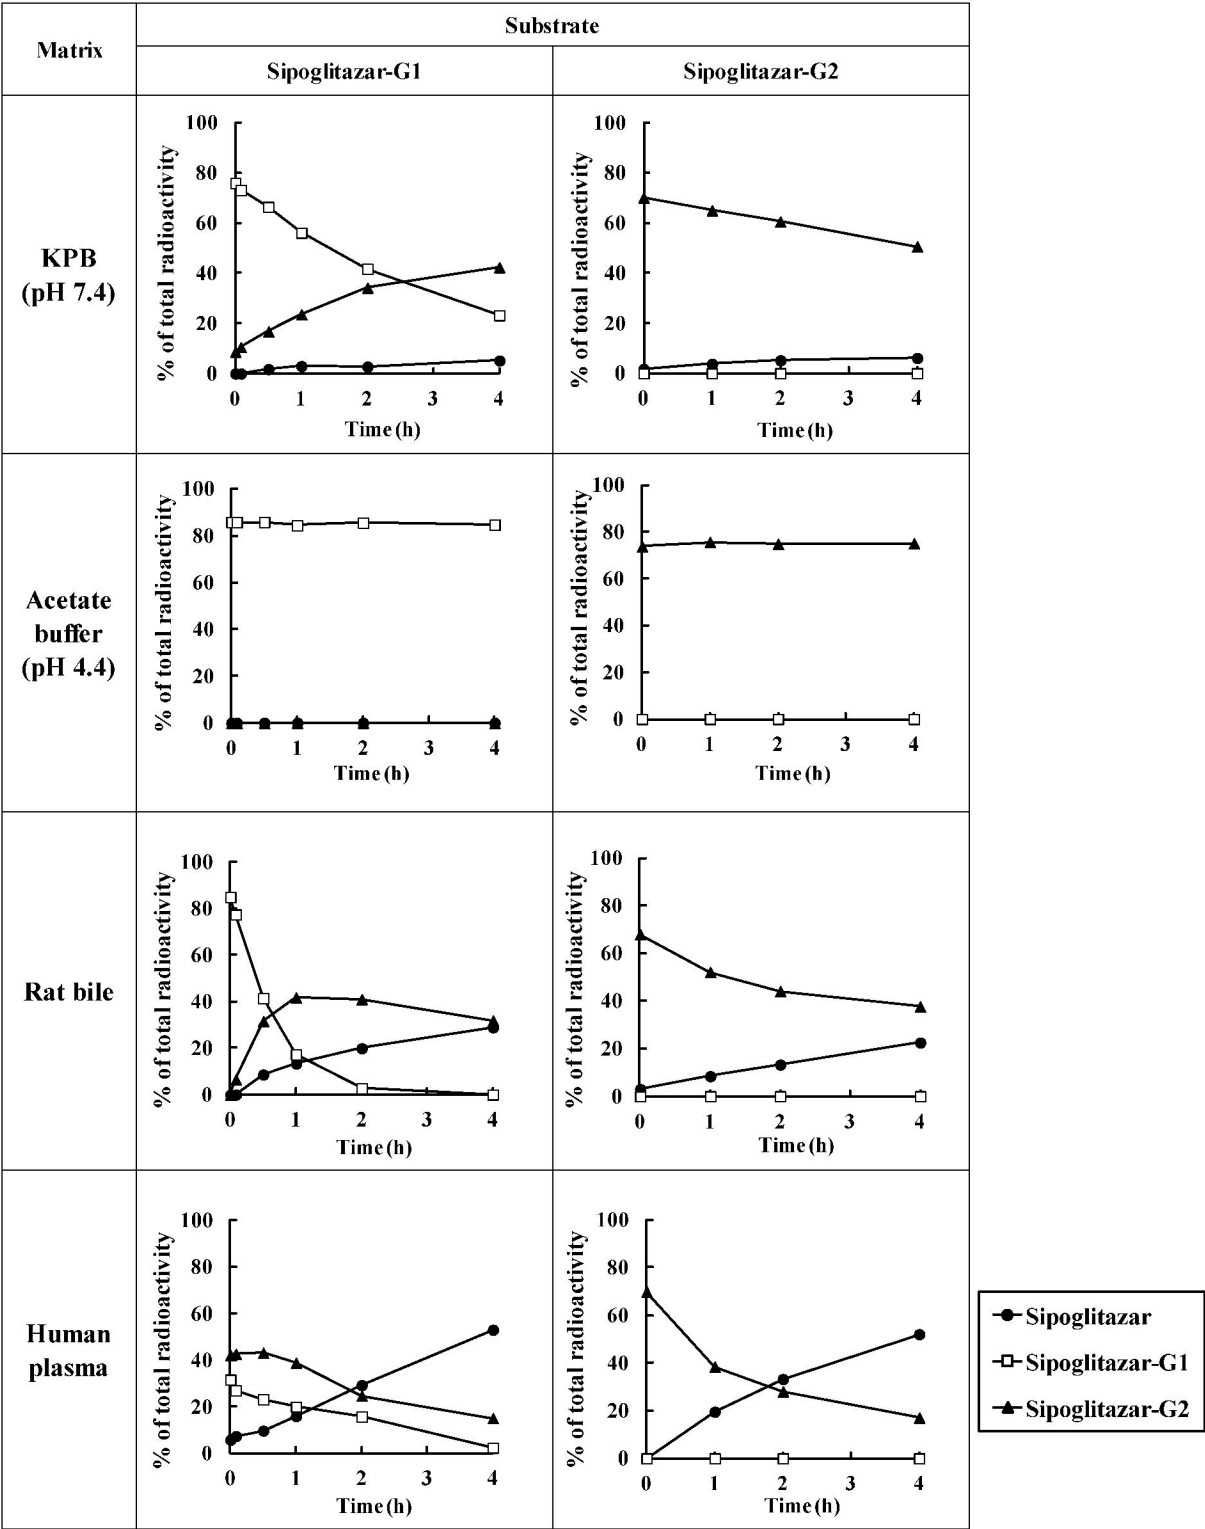 Matrix
Substrate
Sipoglitazar-G1
Sipoglitazar-G2
KPB
(pH 7.4)
% of total radioactivity
100
80
60
40
20
0
0 1 2 3 4
Time (h)
% of total radioactivity
100
80
60
40
20
0
0 1 2 3 4
Time (h)
Acetate
buffer
(pH 4.4)
% of total radioactivity
100
80
60
40
20
0
0 1 2 3 4
Time (h)
% of total radioactivity
100
80
60
40
20
0
0 1 2 3 4
Time (h)
Rat bile
% of total radioactivity
100
80
60
40
20
0
0 1 2 3 4
Time (h)
% of total radioactivity
100
80
60
40
20
0
0 1 2 3 4
Time (h)
Human
plasma
% of total radioactivity
100
80
60
40
20
0
0 1 2 3 4
Time (h)
% of total radioactivity
100
80
60
40
20
0
0 1 2 3 4
Time (h)
Sipoglitazar
Sipoglitazar-G1
Sipoglitazar-G2